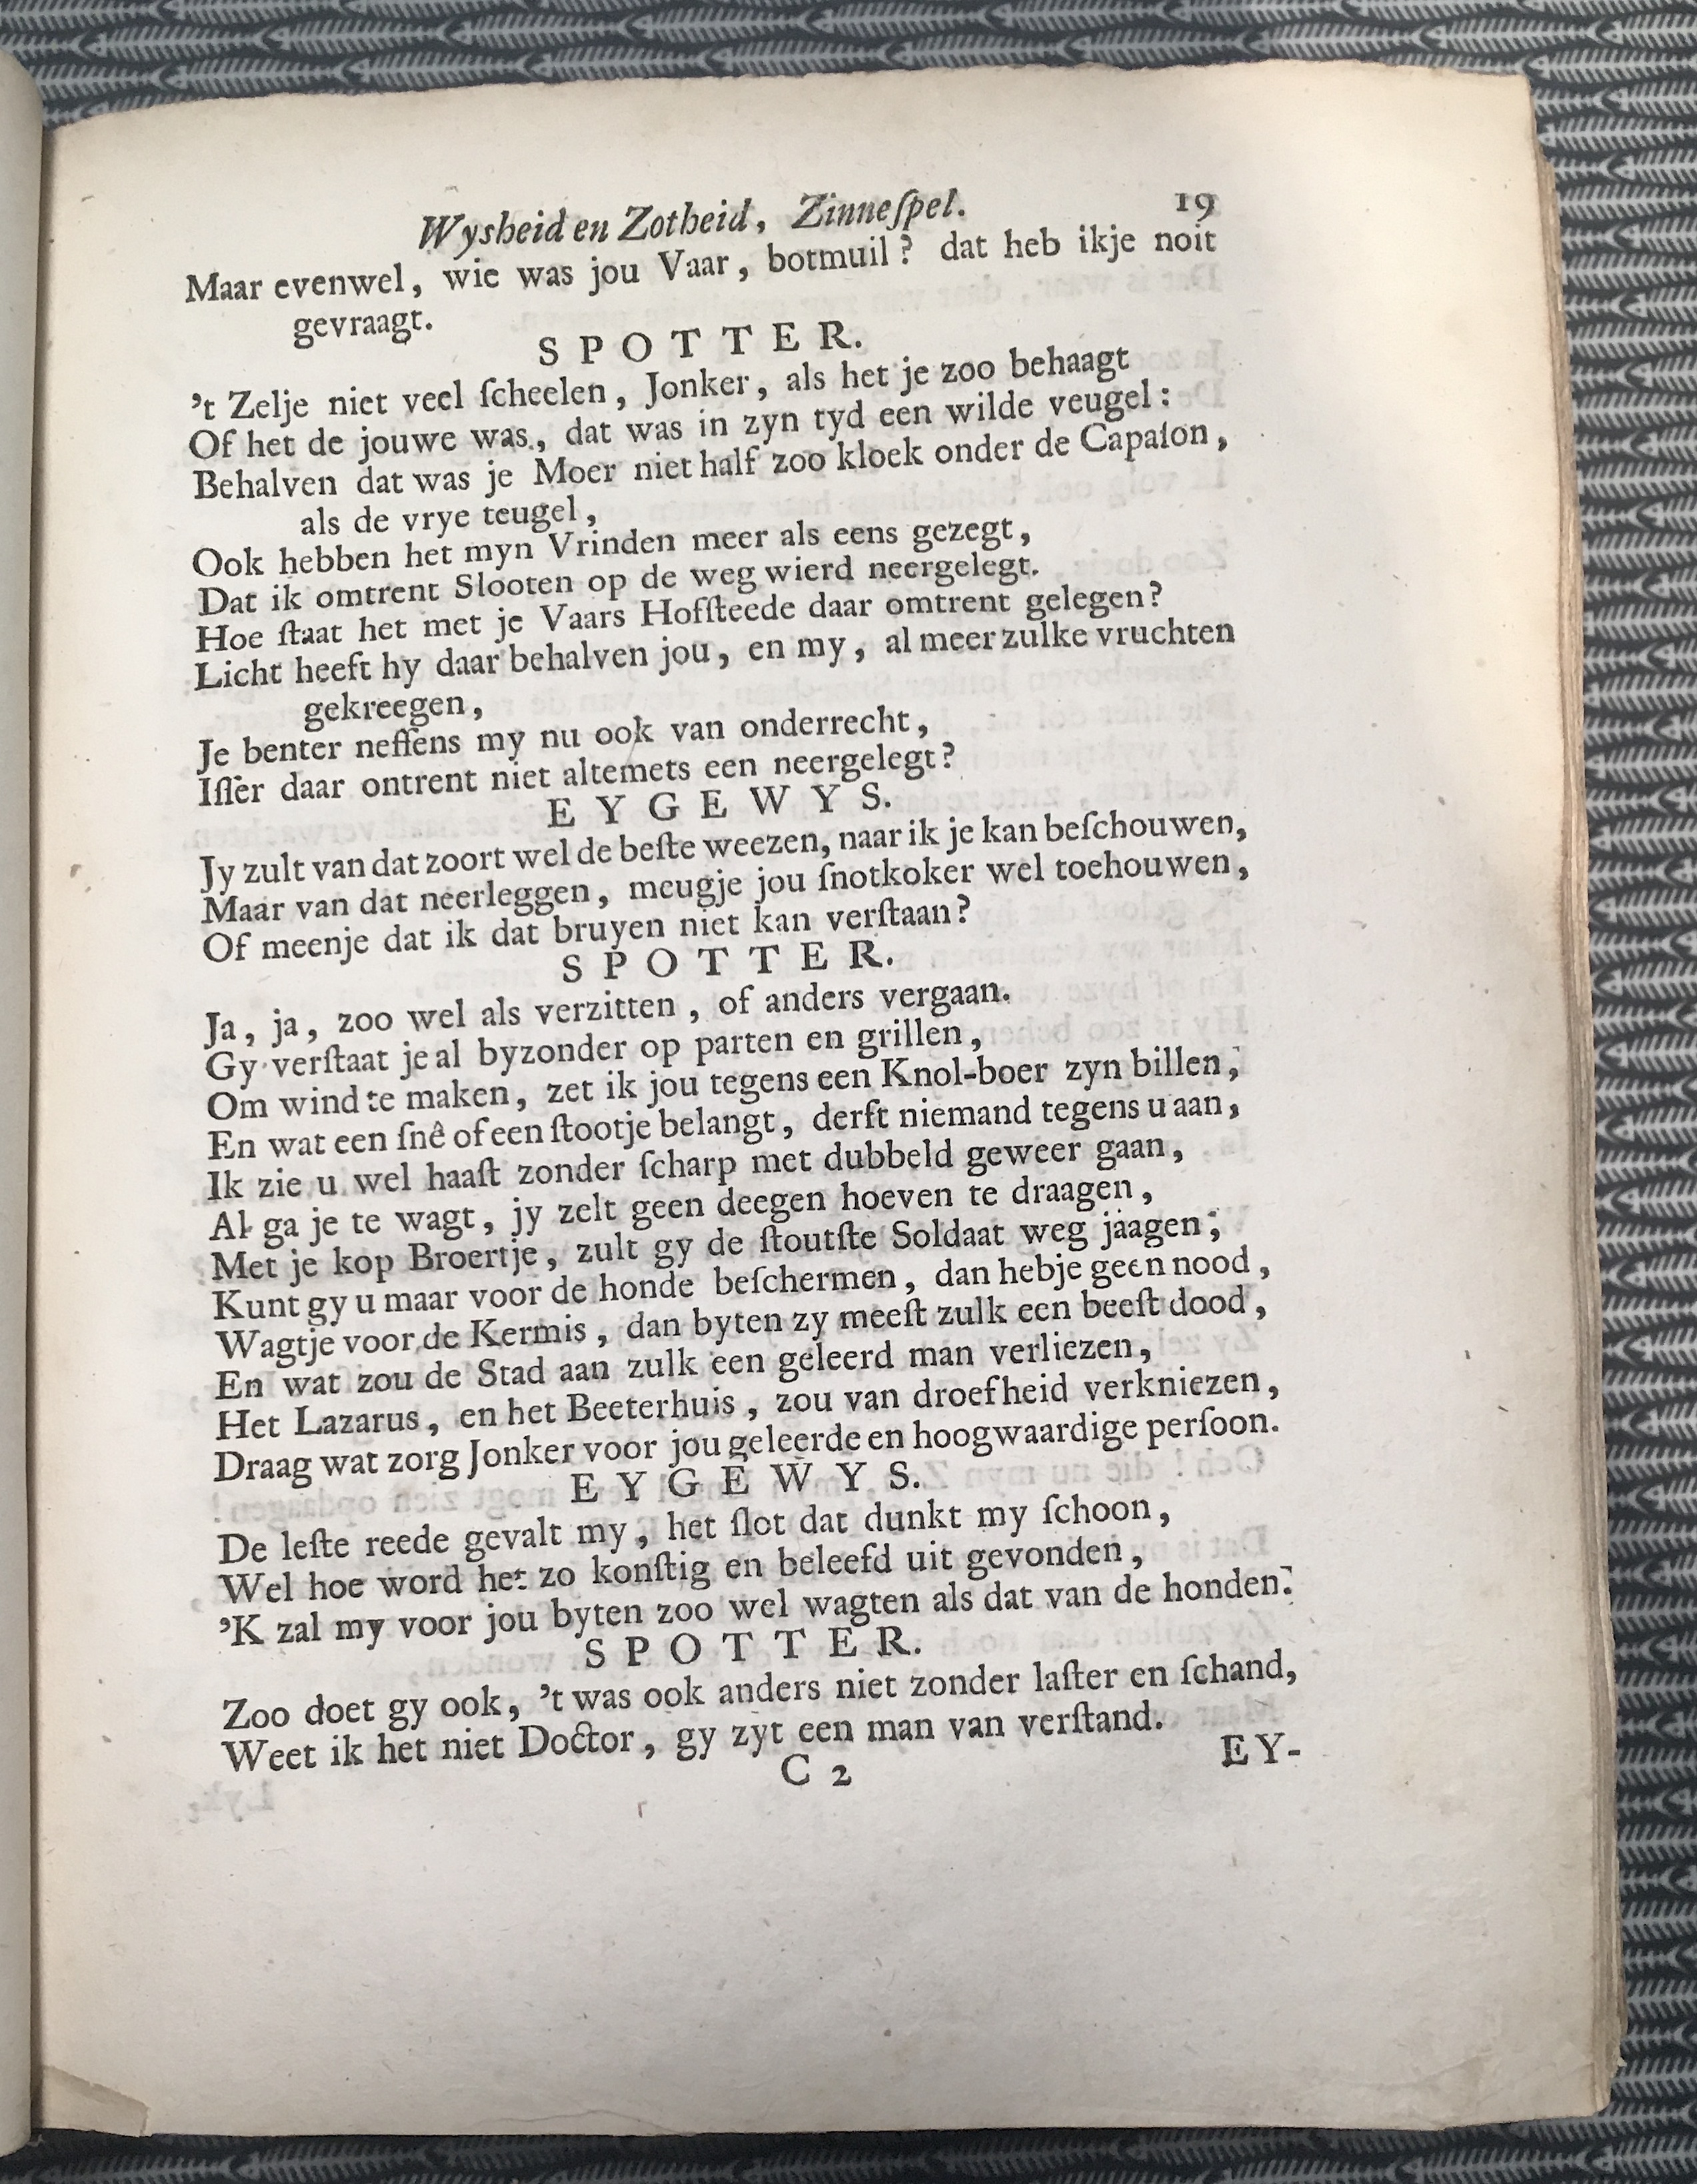 Wysheid en Zotheid, Zinneſpel. 19
Maar evenwel, wie was jou Vaar, botmuil? dat heb ikje noit
gevraagt.
SPOTTER.
't Zelje niet veel ſcheelen, Jonker, als het je zoo behaagt
Of het de jouwe was, dat was in zyn tyd een wilde veugel:
Behalven dat was je Moer niet half zoo kloek onder de Capaſon,
als de vrye teugel,
Ook hebben het myn Vrinden meer als eens gezegt,
Dat ik omtrent Slooten op de weg wierd neergelegt.
Hoe ſtaat het met je Vaars Hofſteede daar omtrent gelegen?
Licht heeft hy daar behalven jou, en my, al meer zulke vruchten
gekreegen,
Je benter neffens my nu ook van onderrecht,
Iſſer daar ontrent niet altemets een neergelegt?
EYGEWYS.
Jy zult van dat zoort wel de beſte weezen, naar ik je kan beſchouwen,
Maar van dat neerleggen, meugje jou ſnotkoker wel toehouwen,
Of meenje dat ik dat bruyen niet kan verſtaan?
SPOTTER.
Ja, ja, zoo wel als verzitten, of anders vergaan.
Gy verſtaat je al byzonder op parten en grillen,
Om wind te maken, zet ik jou tegens een Knol-boer zyn billen,
En wat een ſnê of een ſtootje belangt, derft niemand tegens u aan,
Ik zie u wel haaſt zonder ſcharp met dubbeld geweer gaan,
Al ga je te wagt, jy zelt geen deegen hoeven te draagen,
Met je kop Broertje, zult gy de ſtoutſte Soldaat weg jaagen;
Kunt gy u maar voor de honde beſchermen, dan hebje geen nood,
Wagtje voor de Kermis, dan byten zy meeſt zulk een beeſt dood,
En wat zou de Stad aan zulk een geleerd man verliezen,
Het Lazarus, en het Beeterhuis, zou van droefheid verkniezen,
Draag wat zorg Jonker voor jou geleerde en hoogwaardige perſoon.
EYGEWYS.
De leſte reede gevalt my, het ſlot dat dunkt my ſchoon,
Wel hoe word het zo konſtig en beleefd uit gevonden,
'K zal my voor jou byten zoo wel wagten als dat van de honden.
SPOTTER.
Zoo doet gy ook, 't was ook anders niet zonder laſter en ſchand,
Weet ik het niet Doctor, gy zyt een man van verſtand.
C 2 EY-